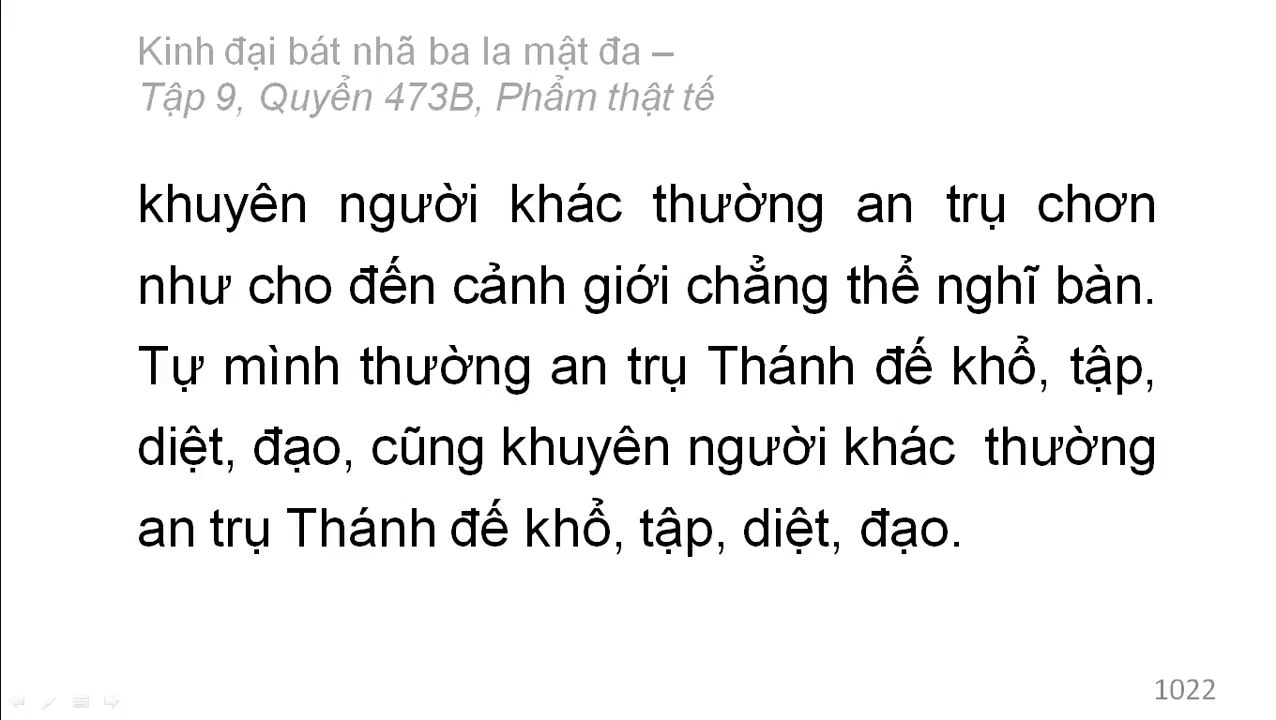 Kinh đại bát nhã ba la mật đa –
Tập 9, Quyển 473B, Phẩm thật tế
khuyên người khác thường an trụ chơn
như cho đến cảnh giới chẳng thể nghĩ bàn.
Tự mình thường an trụ Thánh đế khổ, tập,
diệt, đạo, cũng khuyên người khác thường
an trụ Thánh đế khổ, tập, diệt, đạo.
1022